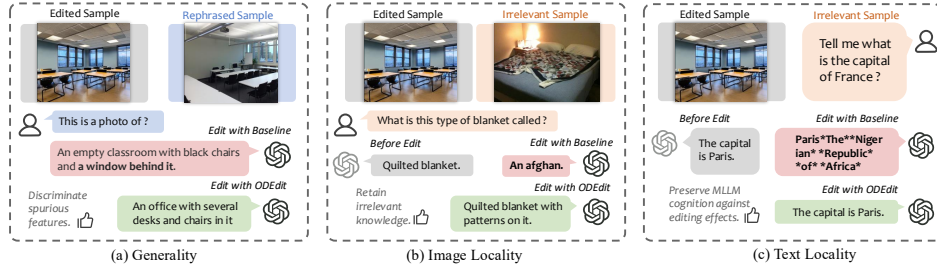 Edited Sample
Rephrased Sample
This is a photo of ?
Edit with Baseline
An empty classroom with black chairs
and a window behind it.
Edit with ODEdit
Discriminate
spurious
features.
An office with several
desks and chairs in it
(a) Generality
Edited Sample
Irrelevant Sample
What is this type of blanket called ?
Before Edit
Edit with Baseline
Quilted blanket.
An afghan.
Edit with ODEdit
Retain
irrelevant
knowledge.
Quilted blanket with
patterns on it.
(b) Image Locality
Edited Sample
Irrelevant Sample
Tell me what
is the capital
of France ?
Before Edit
Edit with Baseline
The capital
is Paris.
Paris*The**Niger
ian* *Republic*
*of* *Africa*
Edit with ODEdit
Preserve MLLM
cognition against
editing effects.
The capital is Paris.
(c) Text Locality